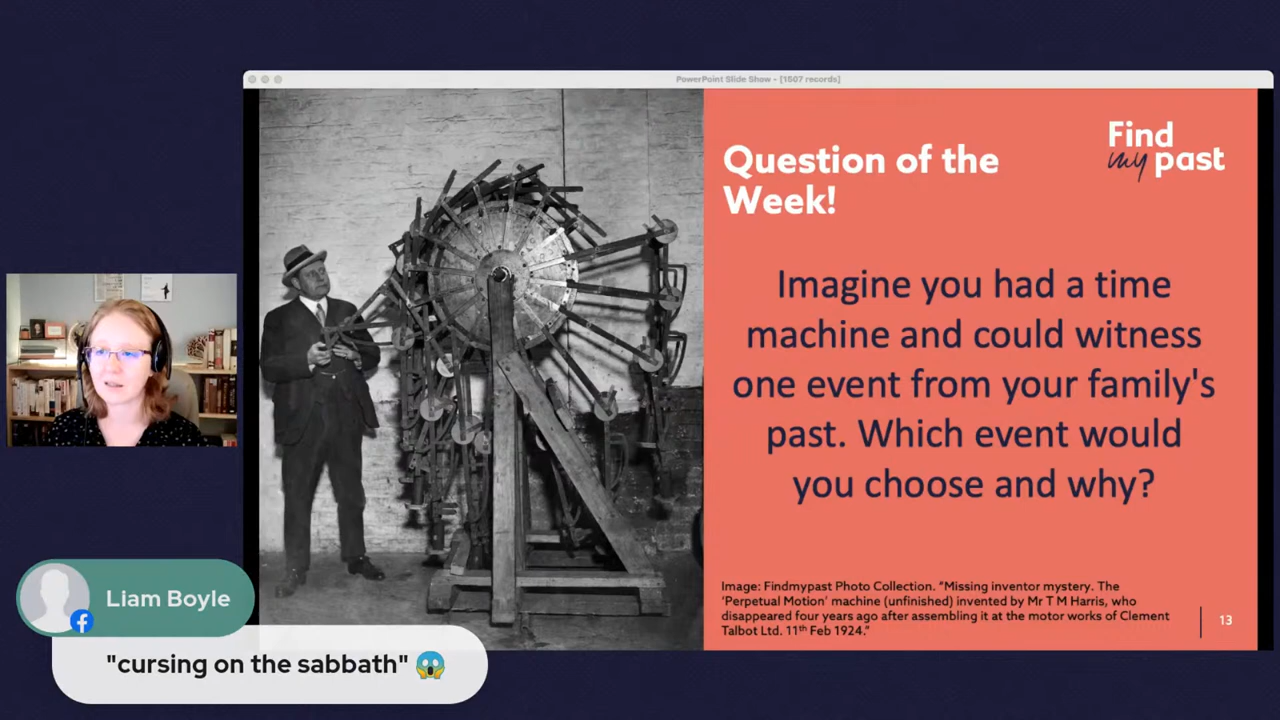 PowerPoint Slide Show - [1507 records]
Find
my past
Question of the
Week!
Imagine you had a time
machine and could witness
one event from your family's
past. Which event would
you choose and why?
Image: Findmypast Photo Collection. "Missing inventor mystery. The
'Perpetual Motion' machine (unfinished) invented by Mr T M Harris, who
disappeared four years ago after assembling it at the motor works of Clement
Talbot Ltd. 11th Feb 1924."
13
Liam Boyle
"cursing on the sabbath" 😱